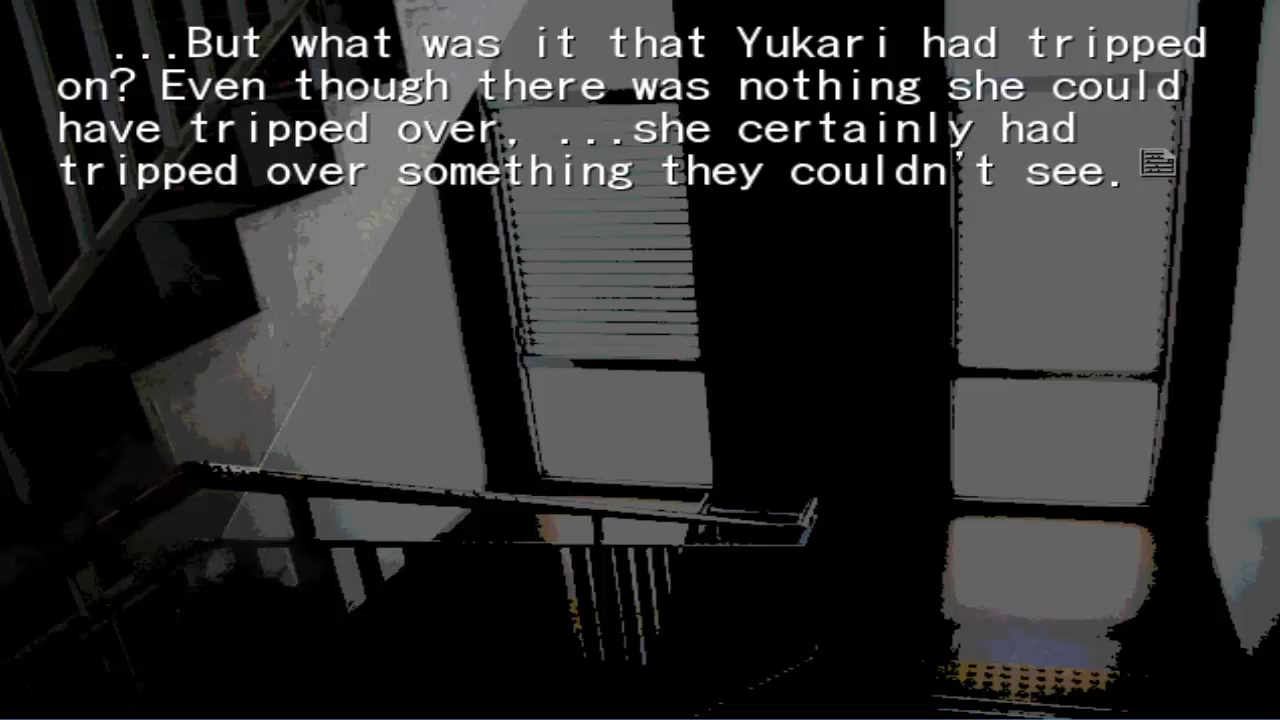 ...But what was it that Yukari had tripped
on? Even though there was nothing she could
have tripped over, ...she certainly had
tripped over something they couldn't see.